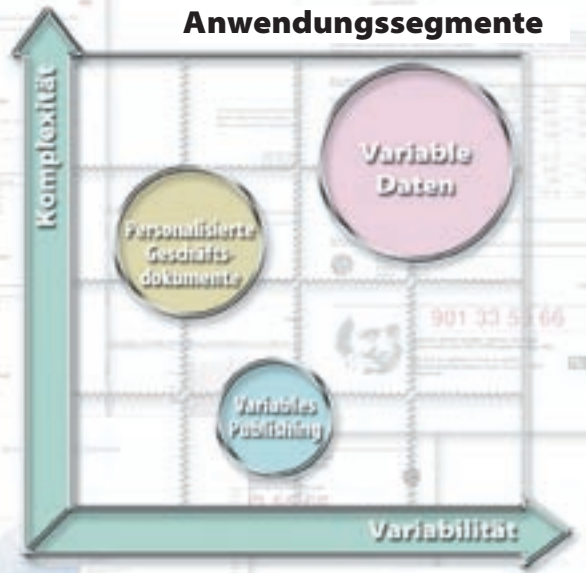 Anwendungssegmente
Komplexität
Variable
Daten
Personalisierte
Geschäfts-
dokumente
901 33 55 66
Variables
Publishing
Variabilität